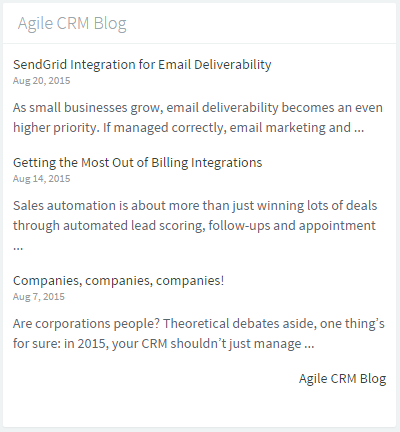 Agile CRM Blog
SendGrid Integration for Email Deliverability
Aug 20, 2015
As small businesses grow, email deliverability becomes an even
higher priority. If managed correctly, email marketing and ...
Getting the Most Out of Billing Integrations
Aug 14, 2015
Sales automation is about more than just winning lots of deals
through automated lead scoring, follow-ups and appointment
...
Companies, companies, companies!
Aug 7, 2015
Are corporations people? Theoretical debates aside, one thing’s
for sure: in 2015, your CRM shouldn’t just manage ...
Agile CRM Blog